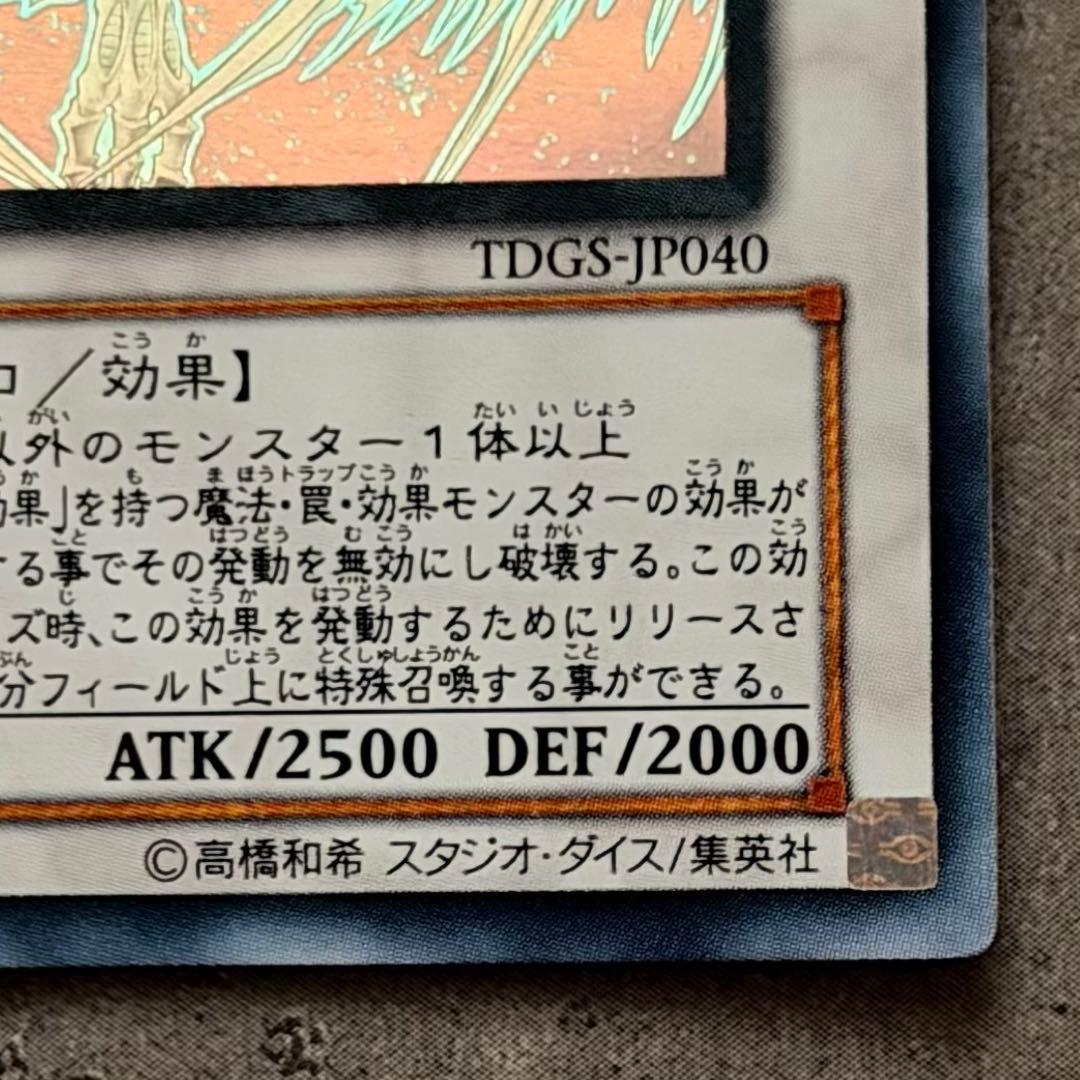 TDGS-JP040
／効果】
以外のモンスター１体以上
効果」を持つ魔法・罠・効果モンスターの効果が
する事でその発動を無効にし破壊する。この効
ズ時、この効果を発動するためにリリースさ
分フィールド上に特殊召喚する事ができる。
ATK/2500 DEF/2000
©高橋和希 スタジオ・ダイス/集英社